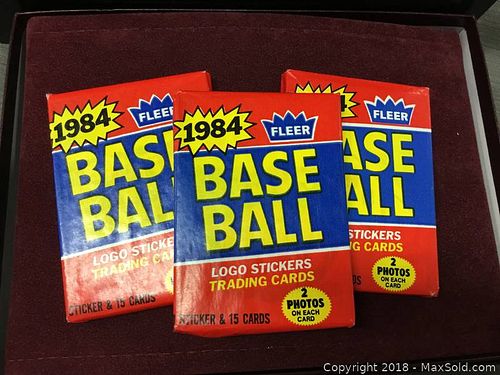 1984
FLEER
BASE
BALL
LOGO STICKERS
TRADING CARDS
STICKER & 15 CARDS
1984
FLEER
BASE
BALL
LOGO STICKERS
TRADING CARDS
2
PHOTOS
ON EACH
CARD
STICKER & 15 CARDS
FLEER
ASE
ALL
STICKERS
NG CARDS
2
PHOTOS
ON EACH
CARD
DS
Copyright © 2018 - MaxSold.com